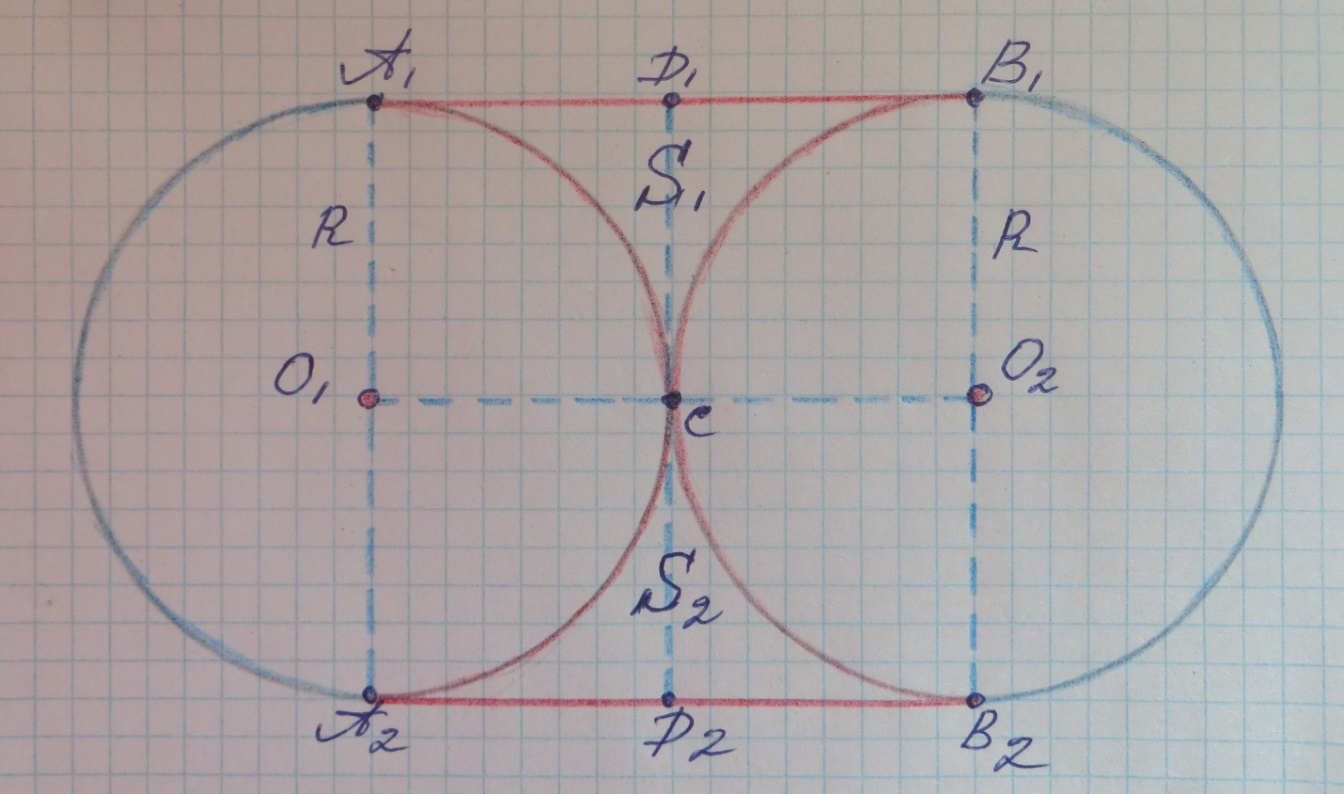 A₁ D₁ B₁
S₁
R R
O₁ O₂
C
S₂
A₂ D₂ B₂